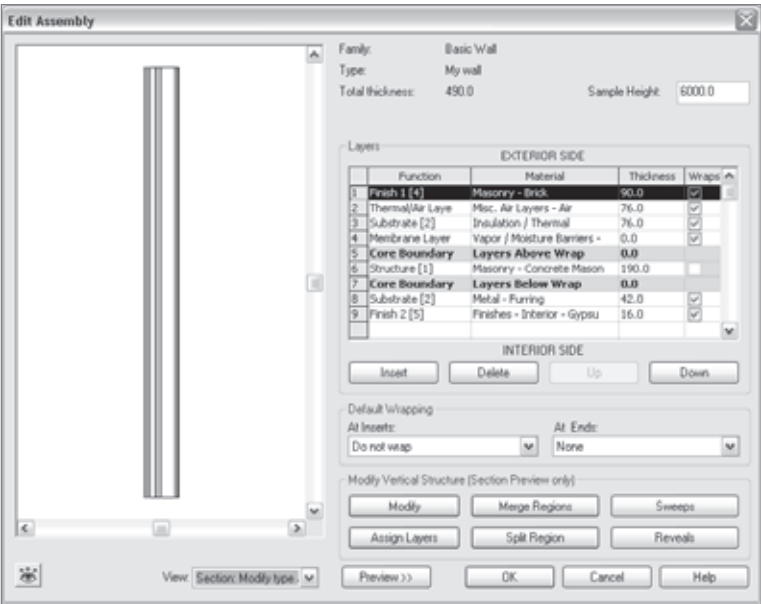 Edit Assembly
Family: Basic Wall
Type: My wall
Total thickness: 490.0 Sample Height: 6000.0
Layers
EXTERIOR SIDE
Function Material Thickness Wraps
1 Finish 1 [4] Masonry - Brick 90.0
2 Thermal/Air Laye Misc. Air Layers - Air 76.0
3 Substrate [2] Insulation / Thermal 76.0
4 Membrane Layer Vapor / Moisture Barriers - 0.0
5 Core Boundary Layers Above Wrap 0.0
6 Structure [1] Masonry - Concrete Mason 190.0
7 Core Boundary Layers Below Wrap 0.0
8 Substrate [2] Metal - Furring 42.0
9 Finish 2 [5] Finishes - Interior - Gypsu 16.0
INTERIOR SIDE
Insert Delete Up Down
Default Wrapping
At Inserts: At Ends:
Do not wrap None
Modify Vertical Structure (Section Preview only)
Modify Merge Regions Sweeps
Assign Layers Split Region Reveals
View: Section: Modify type Preview >> OK Cancel Help